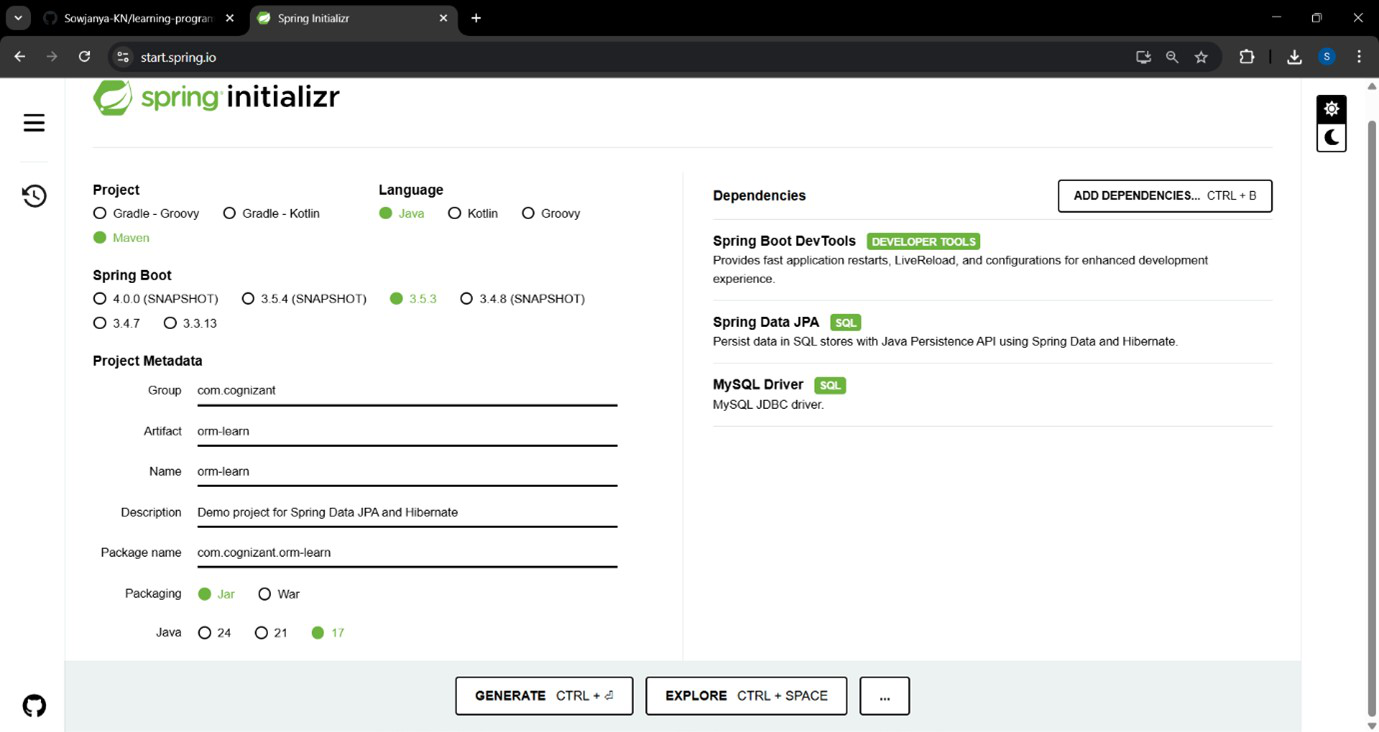 Sowjanya-KN/learning-program
Spring Initializr
start.spring.io
S
spring initializr
Project
Gradle - Groovy
Gradle - Kotlin
Maven
Language
Java
Kotlin
Groovy
Spring Boot
4.0.0 (SNAPSHOT)
3.5.4 (SNAPSHOT)
3.5.3
3.4.8 (SNAPSHOT)
3.4.7
3.3.13
Project Metadata
Group com.cognizant
Artifact orm-learn
Name orm-learn
Description Demo project for Spring Data JPA and Hibernate
Package name com.cognizant.orm-learn
Packaging Jar War
Java 24 21 17
Dependencies
ADD DEPENDENCIES... CTRL + B
Spring Boot DevTools DEVELOPER TOOLS
Provides fast application restarts, LiveReload, and configurations for enhanced development
experience.
Spring Data JPA SQL
Persist data in SQL stores with Java Persistence API using Spring Data and Hibernate.
MySQL Driver SQL
MySQL JDBC driver.
GENERATE CTRL + ⏎
EXPLORE CTRL + SPACE
...